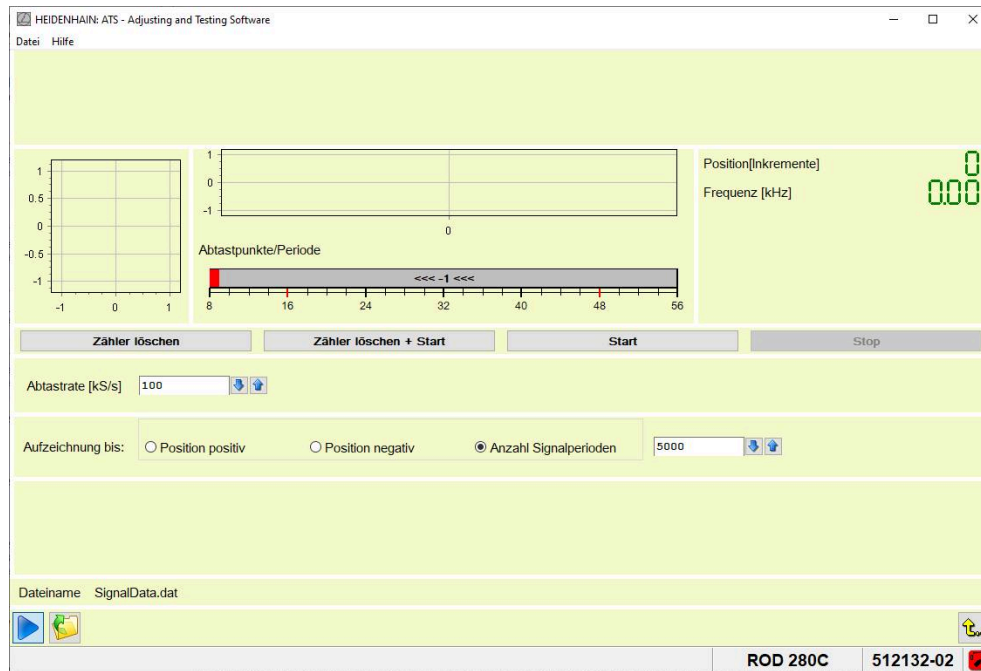 HEIDENHAIN: ATS - Adjusting and Testing Software
Datei Hilfe
1
0.5
0
-0.5
-1
-1 0 1
1
0
-1
0
Position[Inkremente] 0
Frequenz [kHz] 0.00
Abtastpunkte/Periode
<<< -1 <<<
8 16 24 32 40 48 56
Zähler löschen Zähler löschen + Start Start Stop
Abtastrate [kS/s] 100
Aufzeichnung bis: Position positiv Position negativ Anzahl Signalperioden 5000
Dateiname SignalData.dat
ROD 280C 512132-02